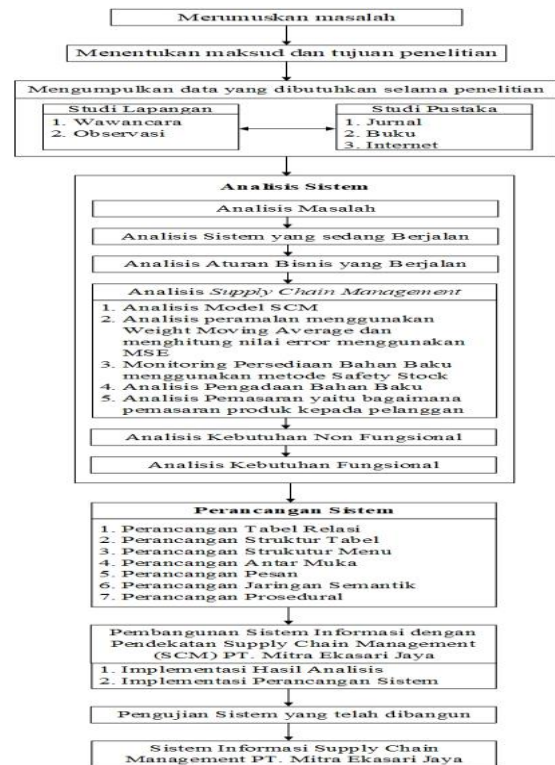 Merumuskan masalah
Menentukan maksud dan tujuan penelitian
Mengumpulkan data yang dibutuhkan selama penelitian
Studi Lapangan
1. Wawancara
2. Observasi
Studi Pustaka
1. Jurnal
2. Buku
3. Internet
Analisis Sistem
Analisis Masalah
Analisis Sistem yang sedang Berjalan
Analisis Aturan Bisnis yang Berjalan
Analisis Supply Chain Management
1. Analisis Model SCM
2. Analisis peramalan menggunakan
Weight Moving Average dan
menghitung nilai error menggunakan
MSE
3. Monitoring Persediaan Bahan Baku
menggunakan metode Safety Stock
4. Analisis Pengadaan Bahan Baku
5. Analisis Pemasaran yaitu bagaimana
pemasaran produk kepada pelanggan
Analisis Kebutuhan Non Fungsional
Analisis Kebutuhan Fungsional
Perancangan Sistem
1. Perancangan Tabel Relasi
2. Perancangan Struktur Tabel
3. Perancangan Strukutur Menu
4. Perancangan Antar Muka
5. Perancangan Pesan
6. Perancangan Jaringan Semantik
7. Perancangan Prosedural
Pembangunan Sistem Informasi dengan
Pendekatan Supply Chain Management
(SCM) PT. Mitra Ekasari Jaya
1. Implementasi Hasil Analisis
2. Implementasi Perancangan Sistem
Pengujian Sistem yang telah dibangun
Sistem Informasi Supply Chain
Management PT. Mitra Ekasari Jaya